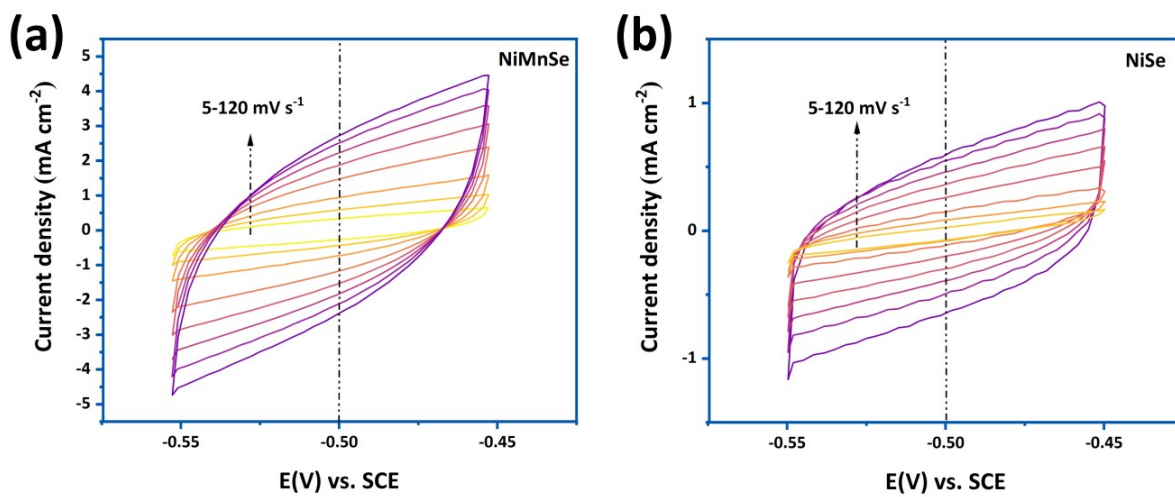 (a)
NiMnSe
5-120 mV s-1
Current density (mA cm-2)
5
4
3
2
1
0
-1
-2
-3
-4
-5
-0.55
-0.50
-0.45
E(V) vs. SCE
(b)
NiSe
5-120 mV s-1
Current density (mA cm-2)
1
0
-1
-0.55
-0.50
-0.45
E(V) vs. SCE